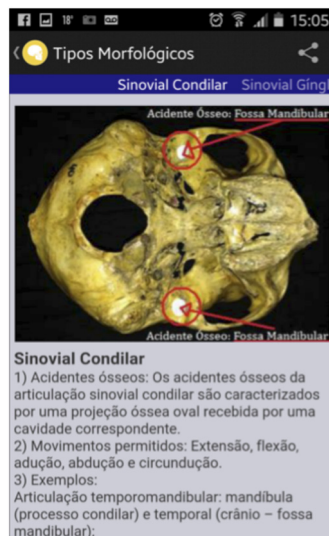 18°
15:05
Tipos Morfológicos
Sinovial Condilar Sinovial Gíngl
Acidente Ósseo: Fossa Mandibular
Acidente Ósseo: Fossa Mandibular
Sinovial Condilar
1) Acidentes ósseos: Os acidentes ósseos da
articulação sinovial condilar são caracterizados
por uma projeção óssea oval recebida por uma
cavidade correspondente.
2) Movimentos permitidos: Extensão, flexão,
adução, abdução e circundução.
3) Exemplos:
Articulação temporomandibular: mandíbula
(processo condilar) e temporal (crânio – fossa
mandibular);